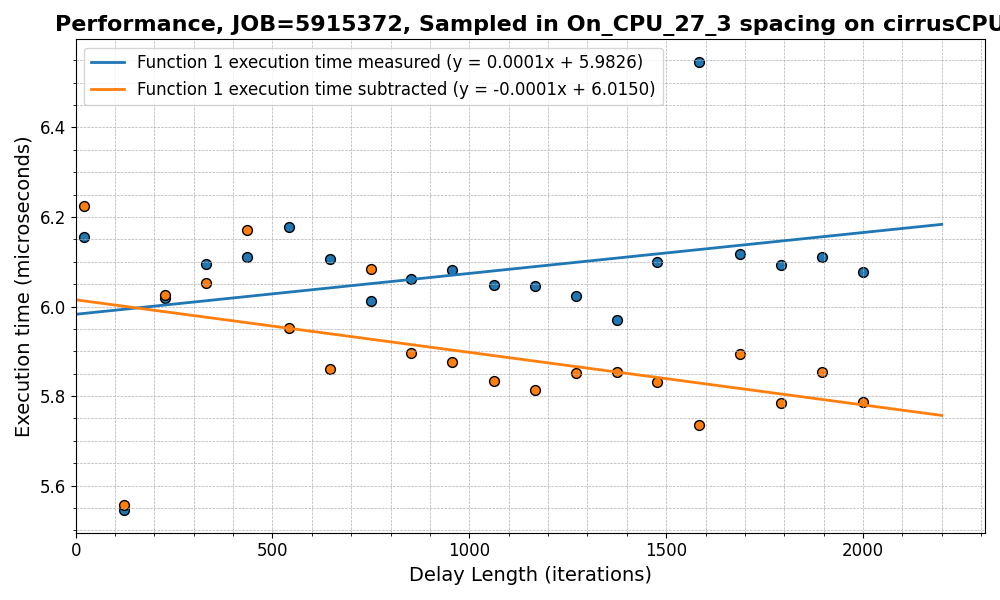 Performance, JOB=5915372, Sampled in On_CPU_27_3 spacing on cirrusCPU
Function 1 execution time measured (y = 0.0001x + 5.9826)
Function 1 execution time subtracted (y = -0.0001x + 6.0150)
Execution time (microseconds)
6.4
6.2
6.0
5.8
5.6
0 500 1000 1500 2000
Delay Length (iterations)